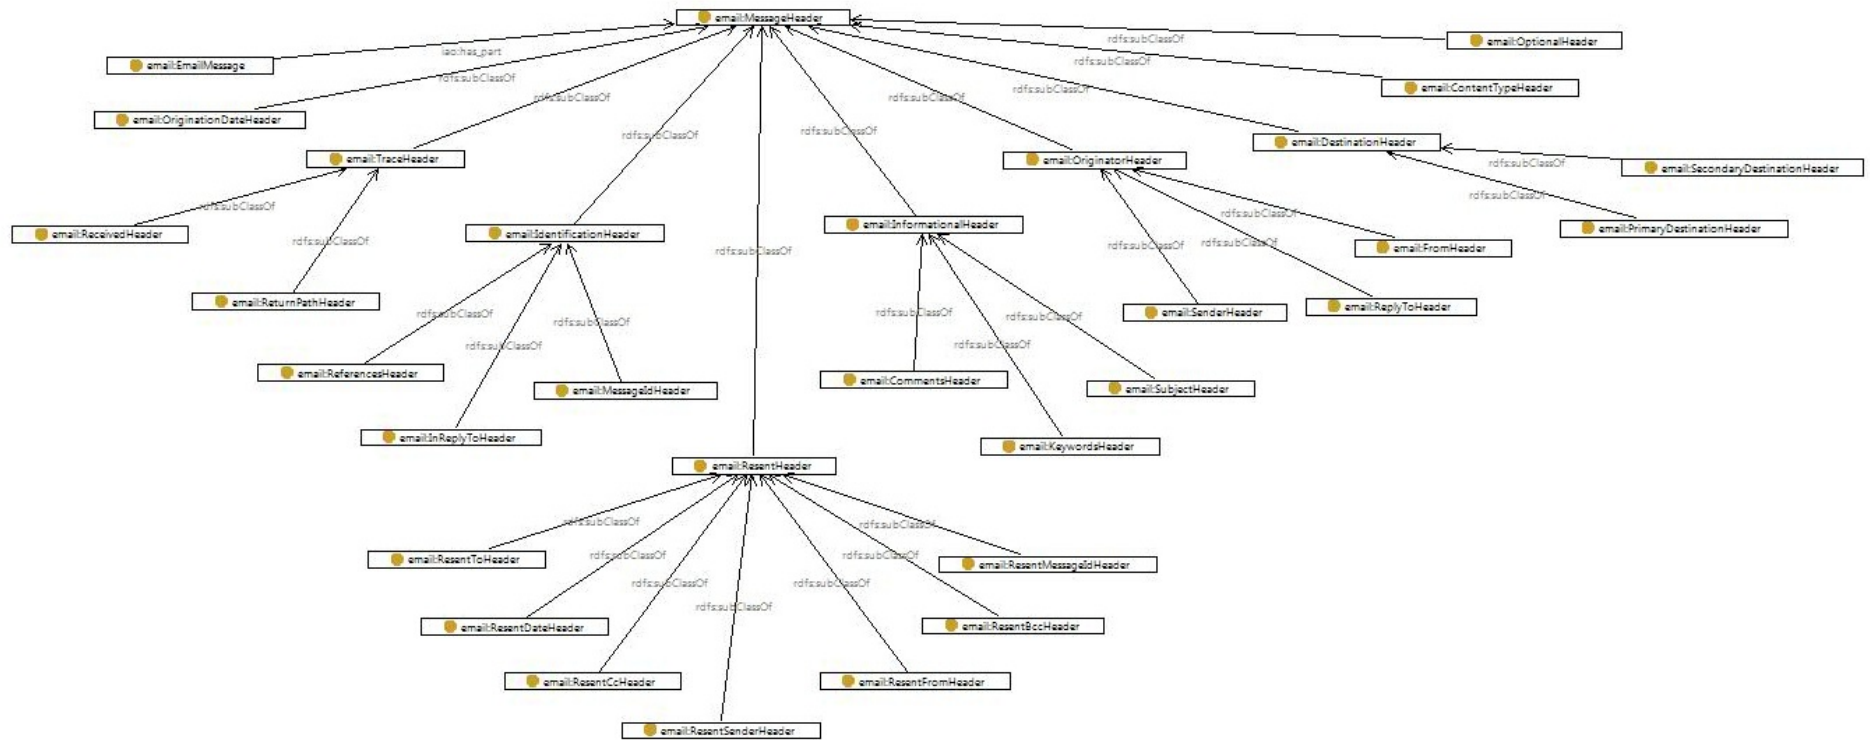 email:MessageHeader
email:OptionalHeader
rdfs:subClassOf
iao:has_part
email:EmailMessage
rdfs:subClassOf
rdfs:subClassOf
email:ContentTypeHeader
rdfs:subClassOf
rdfs:subClassOf
rdfs:subClassOf
rdfs:subClassOf
email:OriginationDateHeader
rdfs:subClassOf
rdfs:subClassOf
email:DestinationHeader
email:TraceHeader
email:OriginatorHeader
rdfs:subClassOf
email:SecondaryDestinationHeader
rdfs:subClassOf
rdfs:subClassOf
rdfs:subClassOf
email:InformationalHeader
email:PrimaryDestinationHeader
email:ReceivedHeader
email:IdentificationHeader
rdfs:subClassOf
rdfs:subClassOf
rdfs:subClassOf
rdfs:subClassOf
email:FromHeader
rdfs:subClassOf
email:ReturnPathHeader
email:ReplyToHeader
rdfs:subClassOf
rdfs:subClassOf
email:SenderHeader
rdfs:subClassOf
rdfs:subClassOf
rdfs:subClassOf
rdfs:subClassOf
email:ReferencesHeader
email:CommentsHeader
email:MessageIdHeader
email:SubjectHeader
email:InReplyToHeader
email:KeywordsHeader
email:ResentHeader
rdfs:subClassOf
rdfs:subClassOf
email:ResentToHeader
rdfs:subClassOf
rdfs:subClassOf
email:ResentMessageIdHeader
rdfs:subClassOf
rdfs:subClassOf
rdfs:subClassOf
email:ResentDateHeader
email:ResentBccHeader
email:ResentCcHeader
email:ResentFromHeader
email:ResentSenderHeader